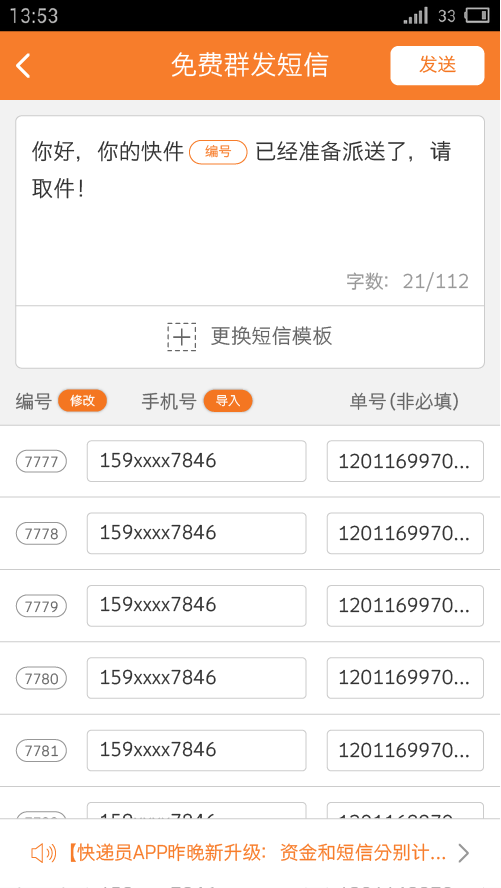 13:53 33
免费群发短信 发送
你好，你的快件 编号 已经准备派送了，请
取件！
字数： 21/112
更换短信模板
编号 修改 手机号 导入 单号(非必填)
7777 159xxxx7846 1201169970...
7778 159xxxx7846 1201169970...
7779 159xxxx7846 1201169970...
7780 159xxxx7846 1201169970...
7781 159xxxx7846 1201169970...
【快递员APP昨晚新升级：资金和短信分别计...